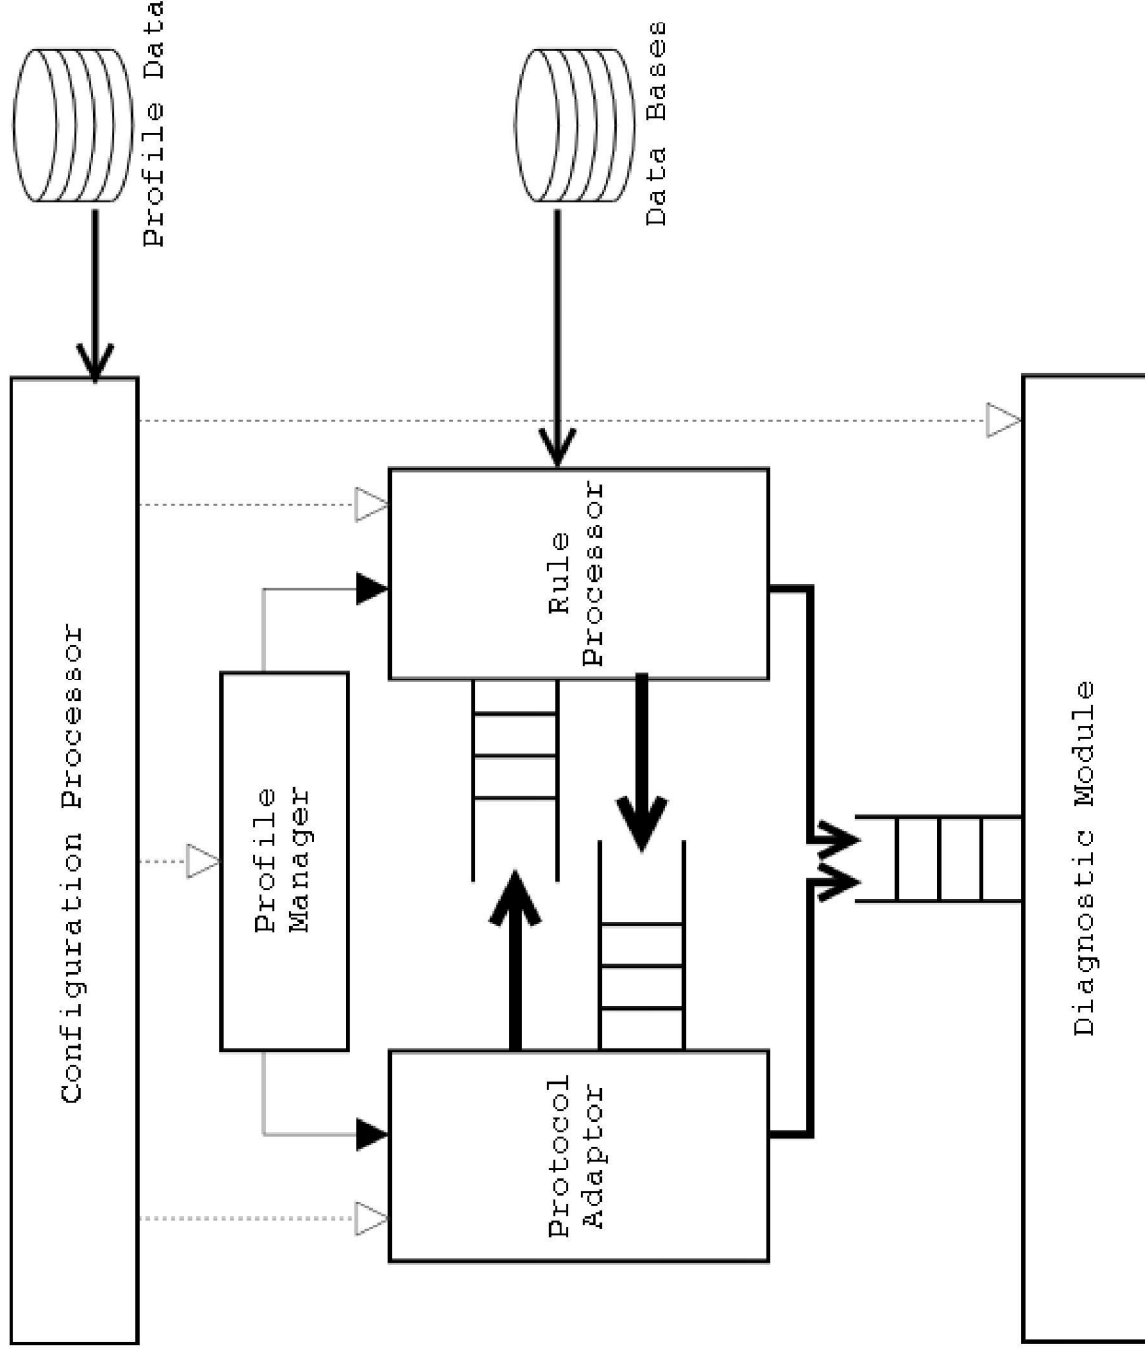 Configuration Processor
Profile Data
Profile
Manager
Protocol
Adaptor
Rule
Processor
Data Bases
Diagnostic Module